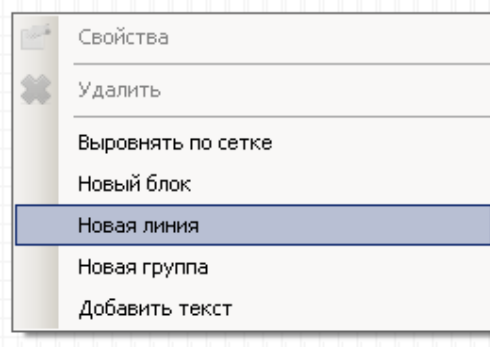 Свойства
Удалить
Выровнять по сетке
Новый блок
Новая линия
Новая группа
Добавить текст